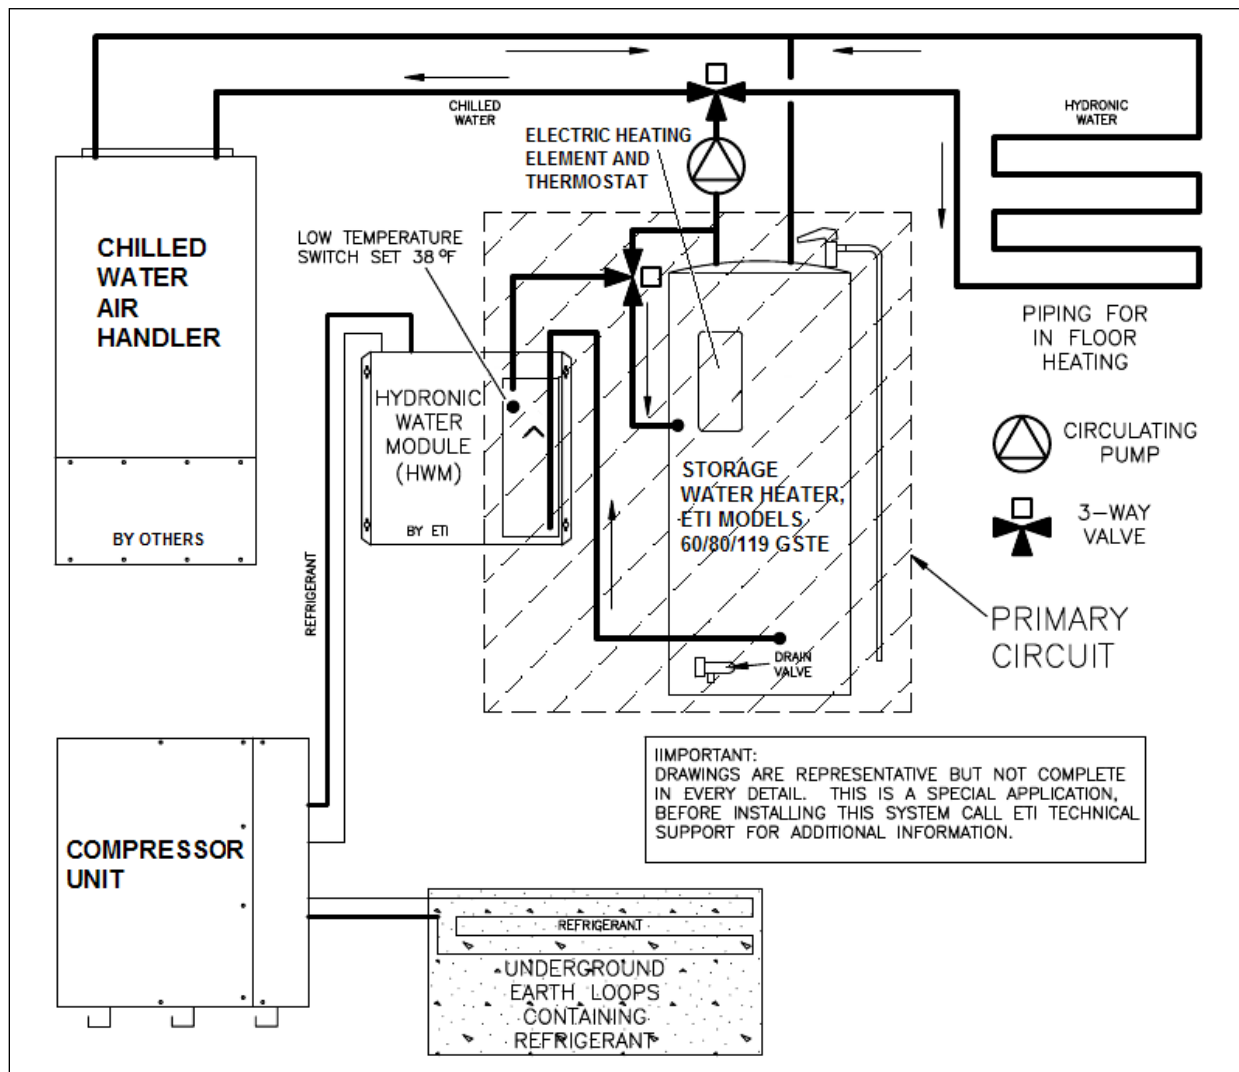 CHILLED
WATER
HYDRONIC
WATER
ELECTRIC HEATING
ELEMENT AND
THERMOSTAT
LOW TEMPERATURE
SWITCH SET 38 °F
CHILLED
WATER
AIR
HANDLER
BY OTHERS
PIPING FOR
IN FLOOR
HEATING
HYDRONIC
WATER
MODULE
(HWM)
BY ETI
CIRCULATING
PUMP
3-WAY
VALVE
STORAGE
WATER HEATER,
ETI MODELS
60/80/119 GSTE
REFRIGERANT
PRIMARY
CIRCUIT
DRAIN
VALVE
IIMPORTANT:
DRAWINGS ARE REPRESENTATIVE BUT NOT COMPLETE
IN EVERY DETAIL. THIS IS A SPECIAL APPLICATION,
BEFORE INSTALLING THIS SYSTEM CALL ETI TECHNICAL
SUPPORT FOR ADDITIONAL INFORMATION.
COMPRESSOR
UNIT
REFRIGERANT
UNDERGROUND
EARTH LOOPS
CONTAINING
REFRIGERANT